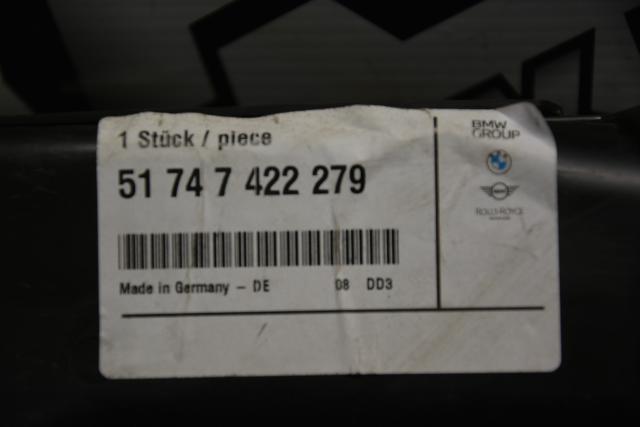 1 Stück / piece
51 74 7 422 279
Made in Germany – DE 08 DD3
BMW
GROUP
ROLLS-ROYCE